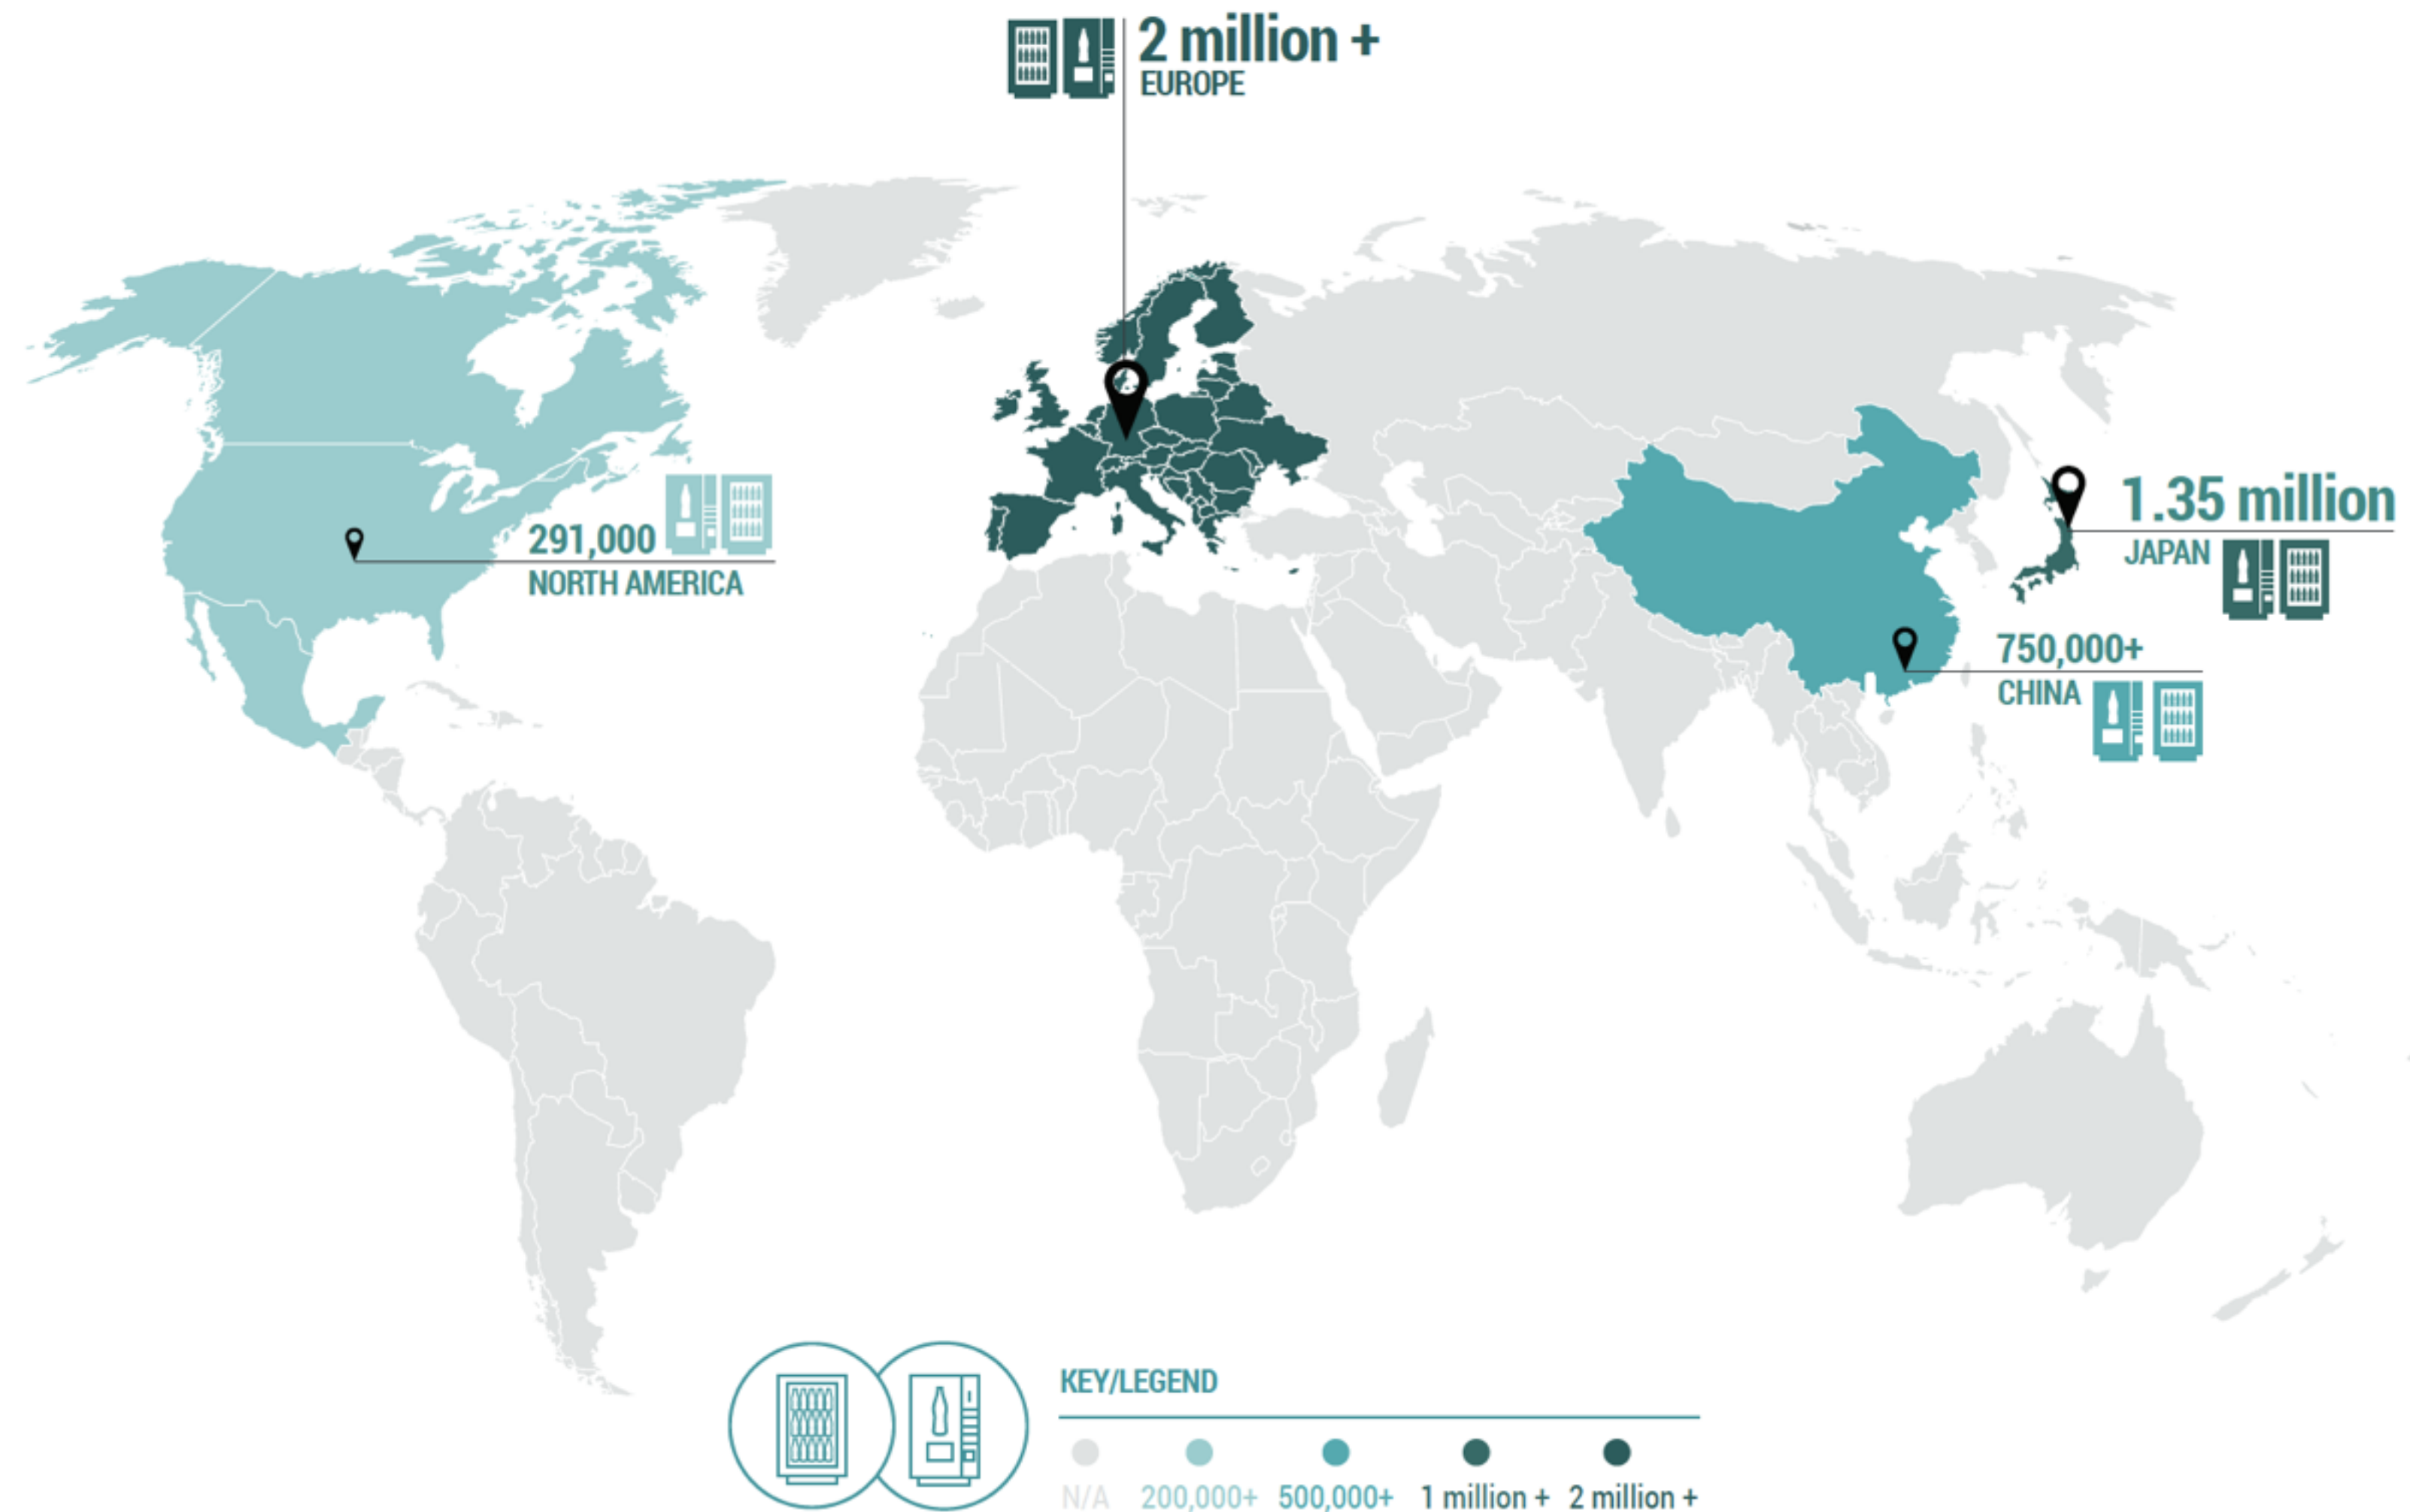 2 million +
EUROPE
291,000
NORTH AMERICA
1.35 million
JAPAN
750,000+
CHINA
KEY/LEGEND
N/A 200,000+ 500,000+ 1 million + 2 million +